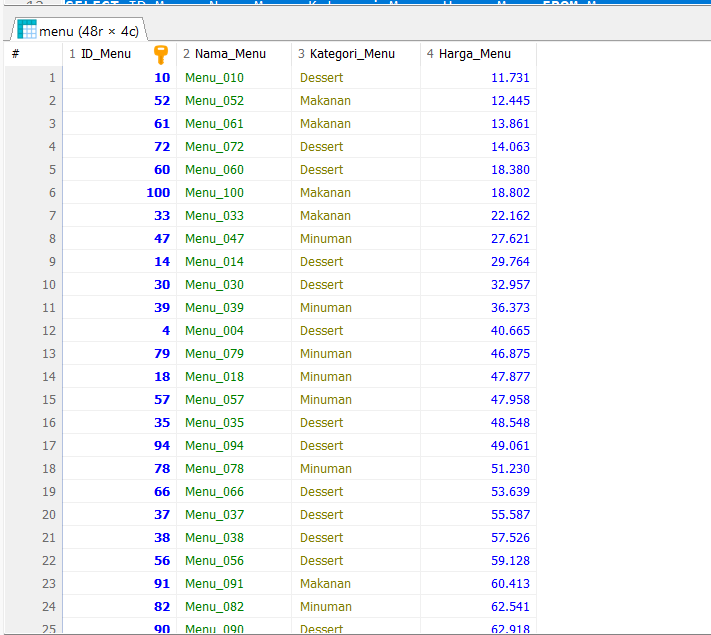 menu (48r × 4c)
# 1 ID_Menu 2 Nama_Menu 3 Kategori_Menu 4 Harga_Menu
1 10 Menu_010 Dessert 11.731
2 52 Menu_052 Makanan 12.445
3 61 Menu_061 Makanan 13.861
4 72 Menu_072 Dessert 14.063
5 60 Menu_060 Dessert 18.380
6 100 Menu_100 Makanan 18.802
7 33 Menu_033 Makanan 22.162
8 47 Menu_047 Minuman 27.621
9 14 Menu_014 Dessert 29.764
10 30 Menu_030 Dessert 32.957
11 39 Menu_039 Minuman 36.373
12 4 Menu_004 Dessert 40.665
13 79 Menu_079 Minuman 46.875
14 18 Menu_018 Minuman 47.877
15 57 Menu_057 Minuman 47.958
16 35 Menu_035 Dessert 48.548
17 94 Menu_094 Dessert 49.061
18 78 Menu_078 Minuman 51.230
19 66 Menu_066 Dessert 53.639
20 37 Menu_037 Dessert 55.587
21 38 Menu_038 Dessert 57.526
22 56 Menu_056 Dessert 59.128
23 91 Menu_091 Makanan 60.413
24 82 Menu_082 Minuman 62.541
25 90 Menu_090 Dessert 62.918